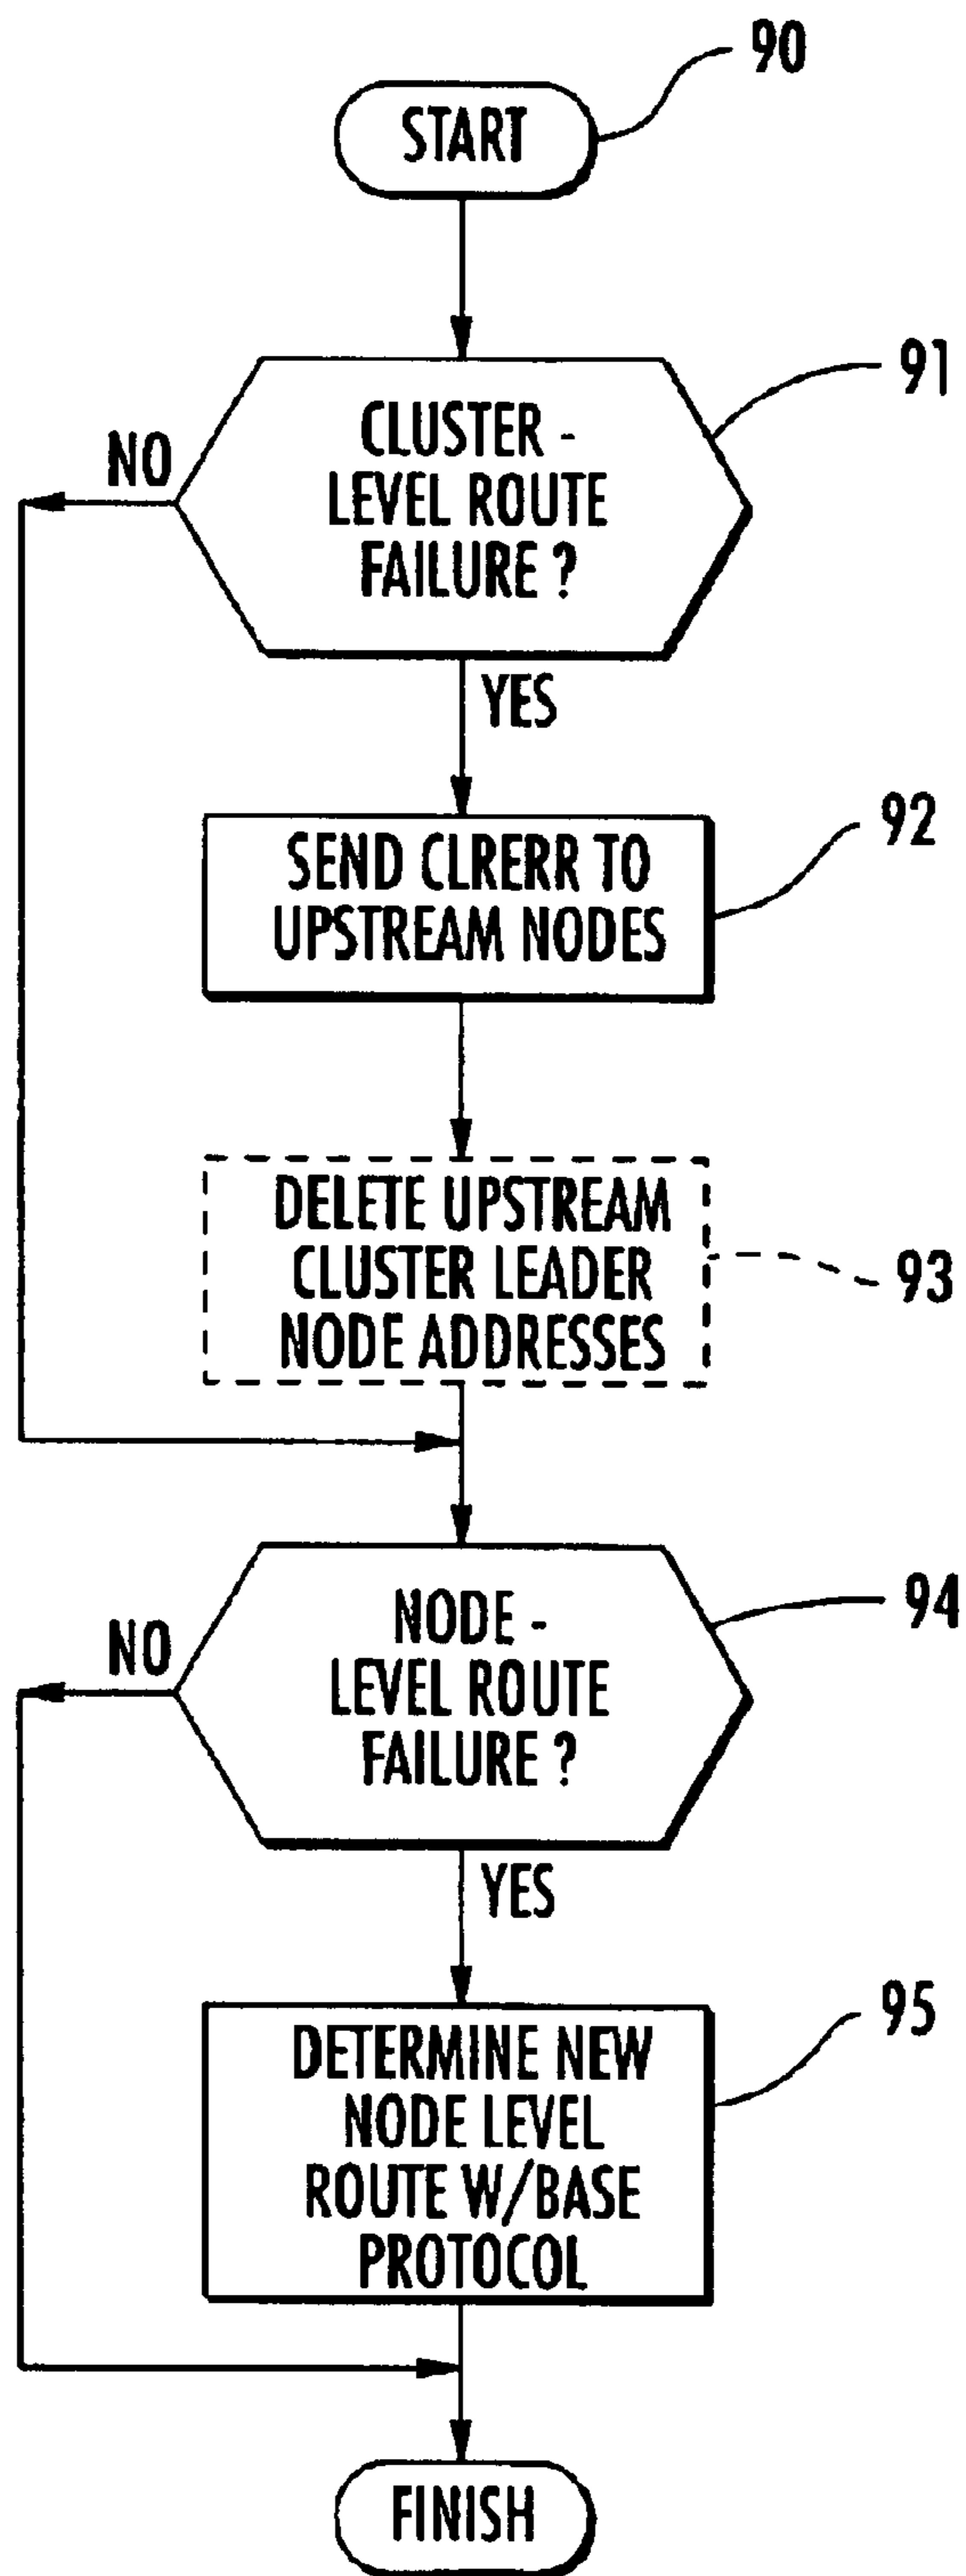 90
START
91
CLUSTER -
LEVEL ROUTE
FAILURE ?
NO
YES
92
SEND CLRERR TO
UPSTREAM NODES
DELETE UPSTREAM
CLUSTER LEADER
NODE ADDRESSES
93
94
NODE -
LEVEL ROUTE
FAILURE ?
NO
YES
95
DETERMINE NEW
NODE LEVEL
ROUTE W/BASE
PROTOCOL
FINISH